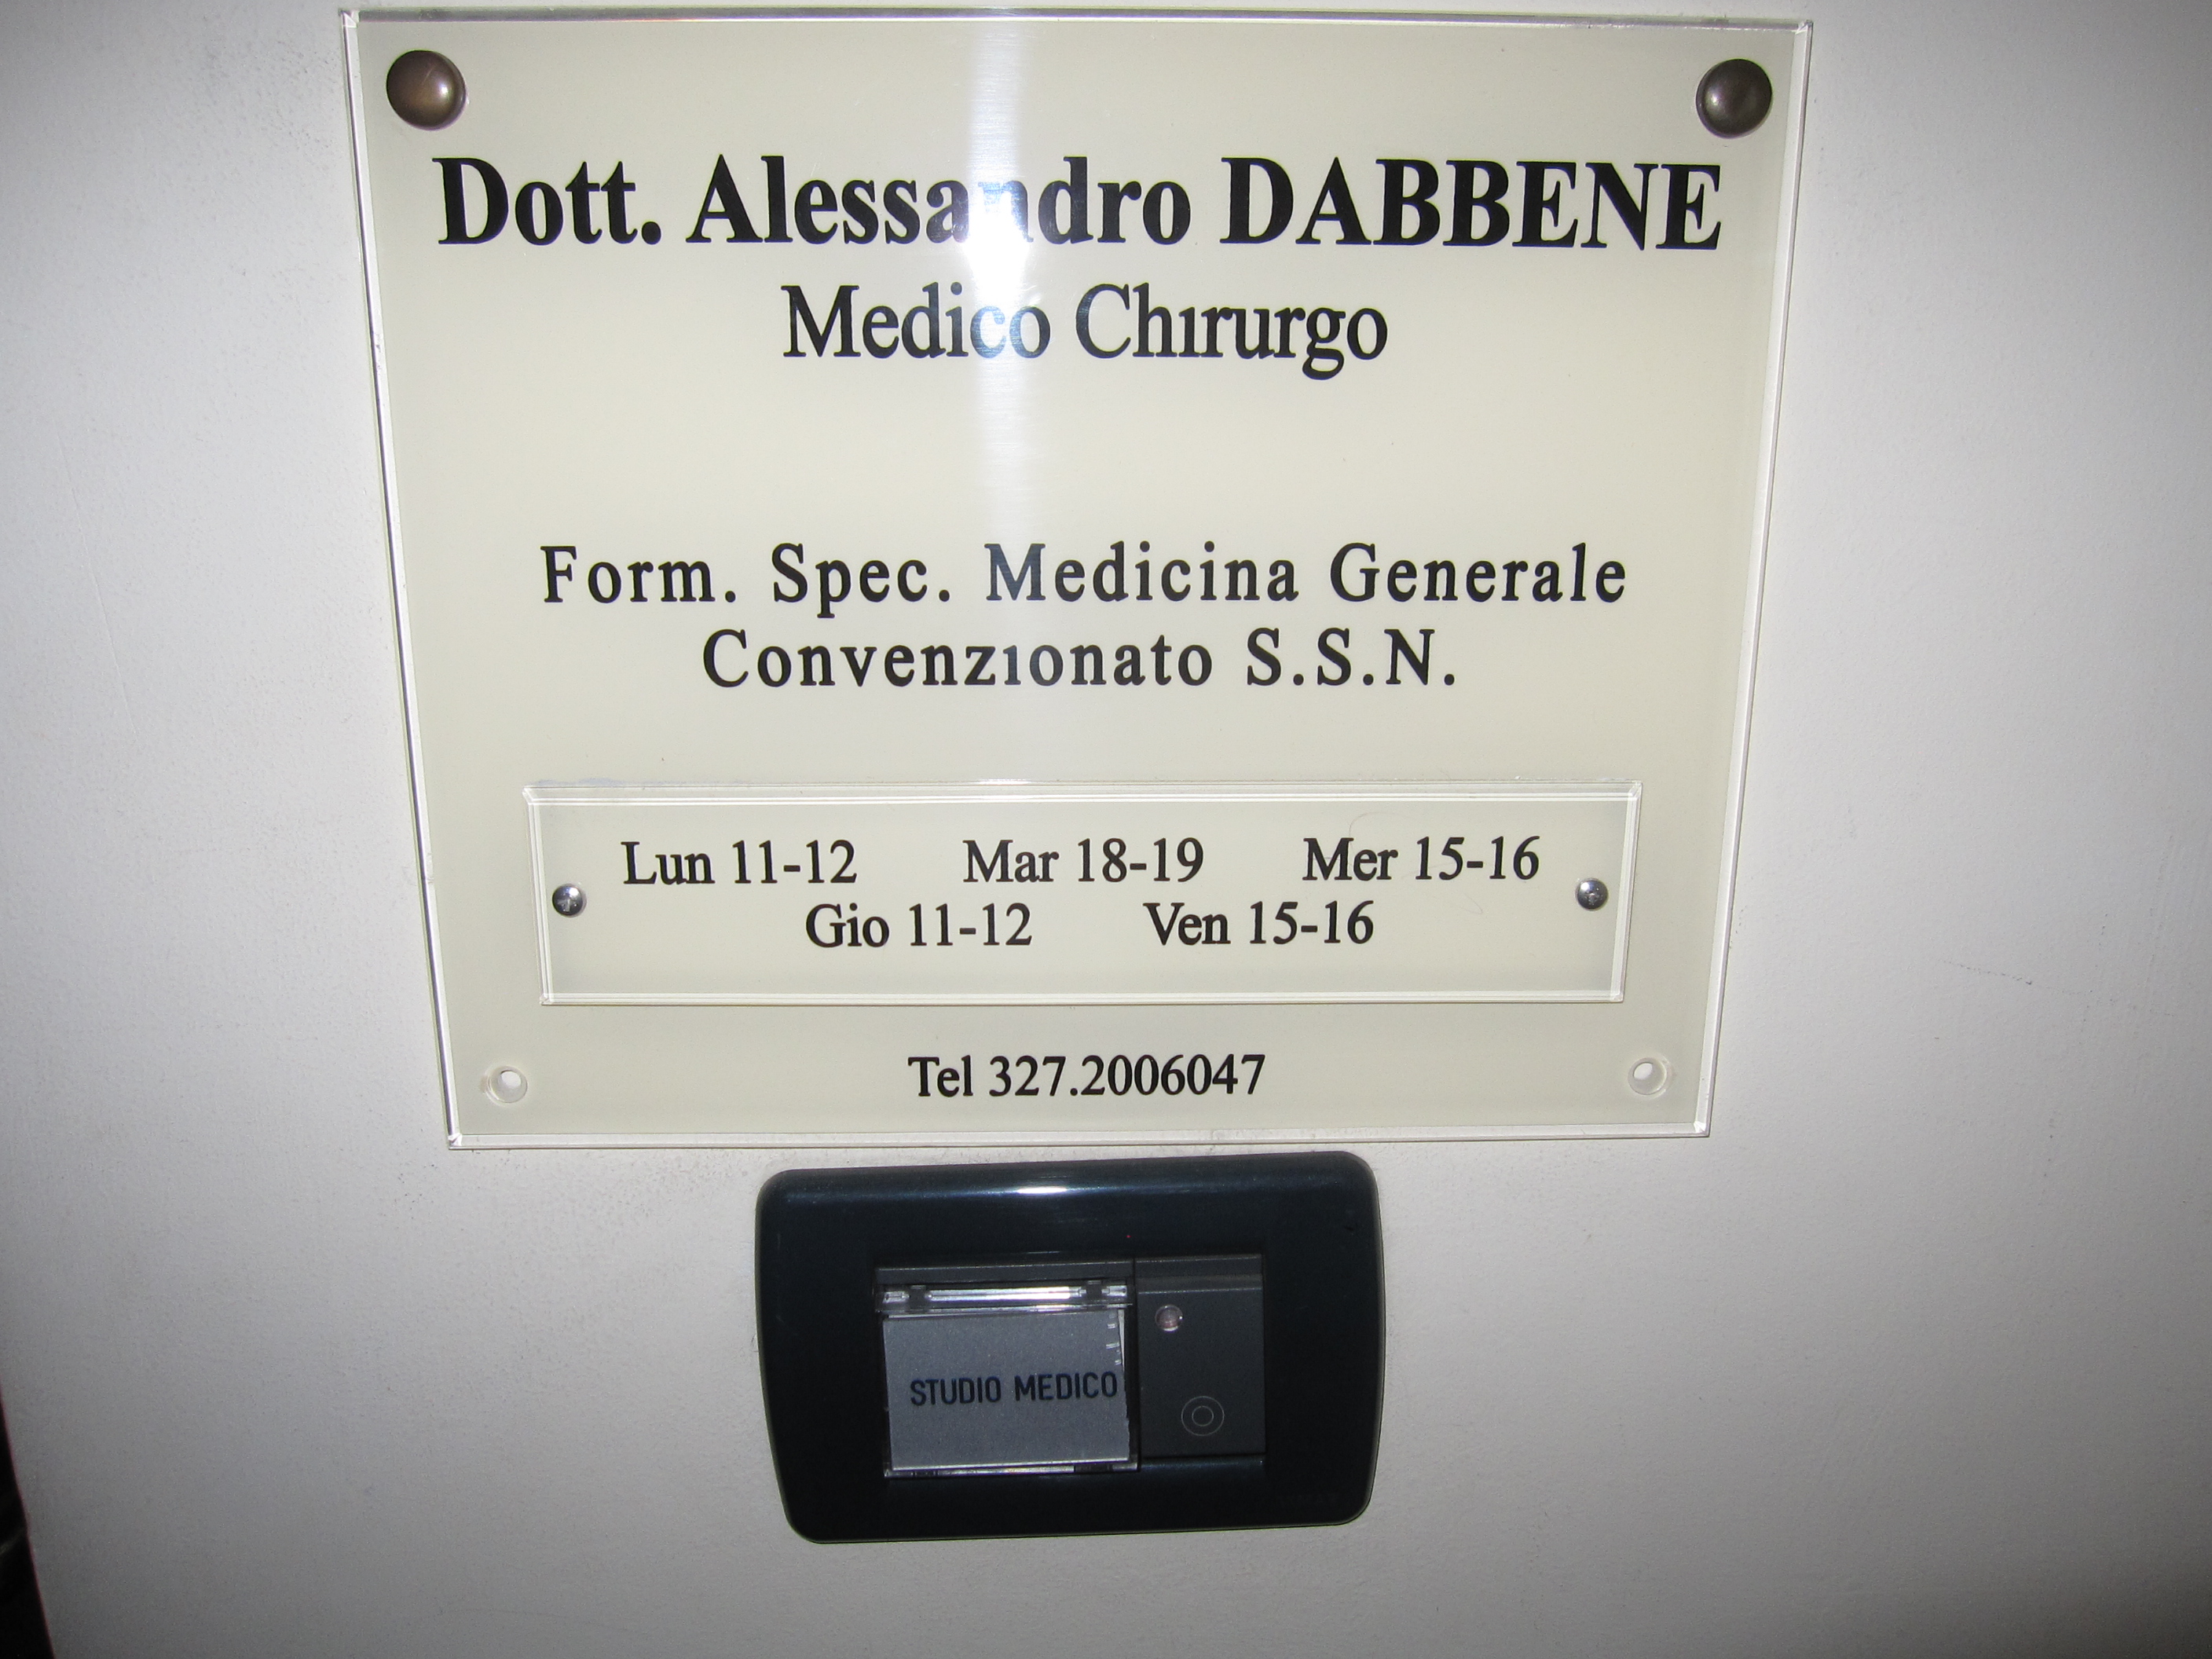 Dott. Alessandro DABBENE
Medico Chirurgo
Form. Spec. Medicina Generale
Convenzionato S.S.N.
Lun 11-12 Mar 18-19 Mer 15-16
Gio 11-12 Ven 15-16
Tel 327.2006047
STUDIO MEDICO